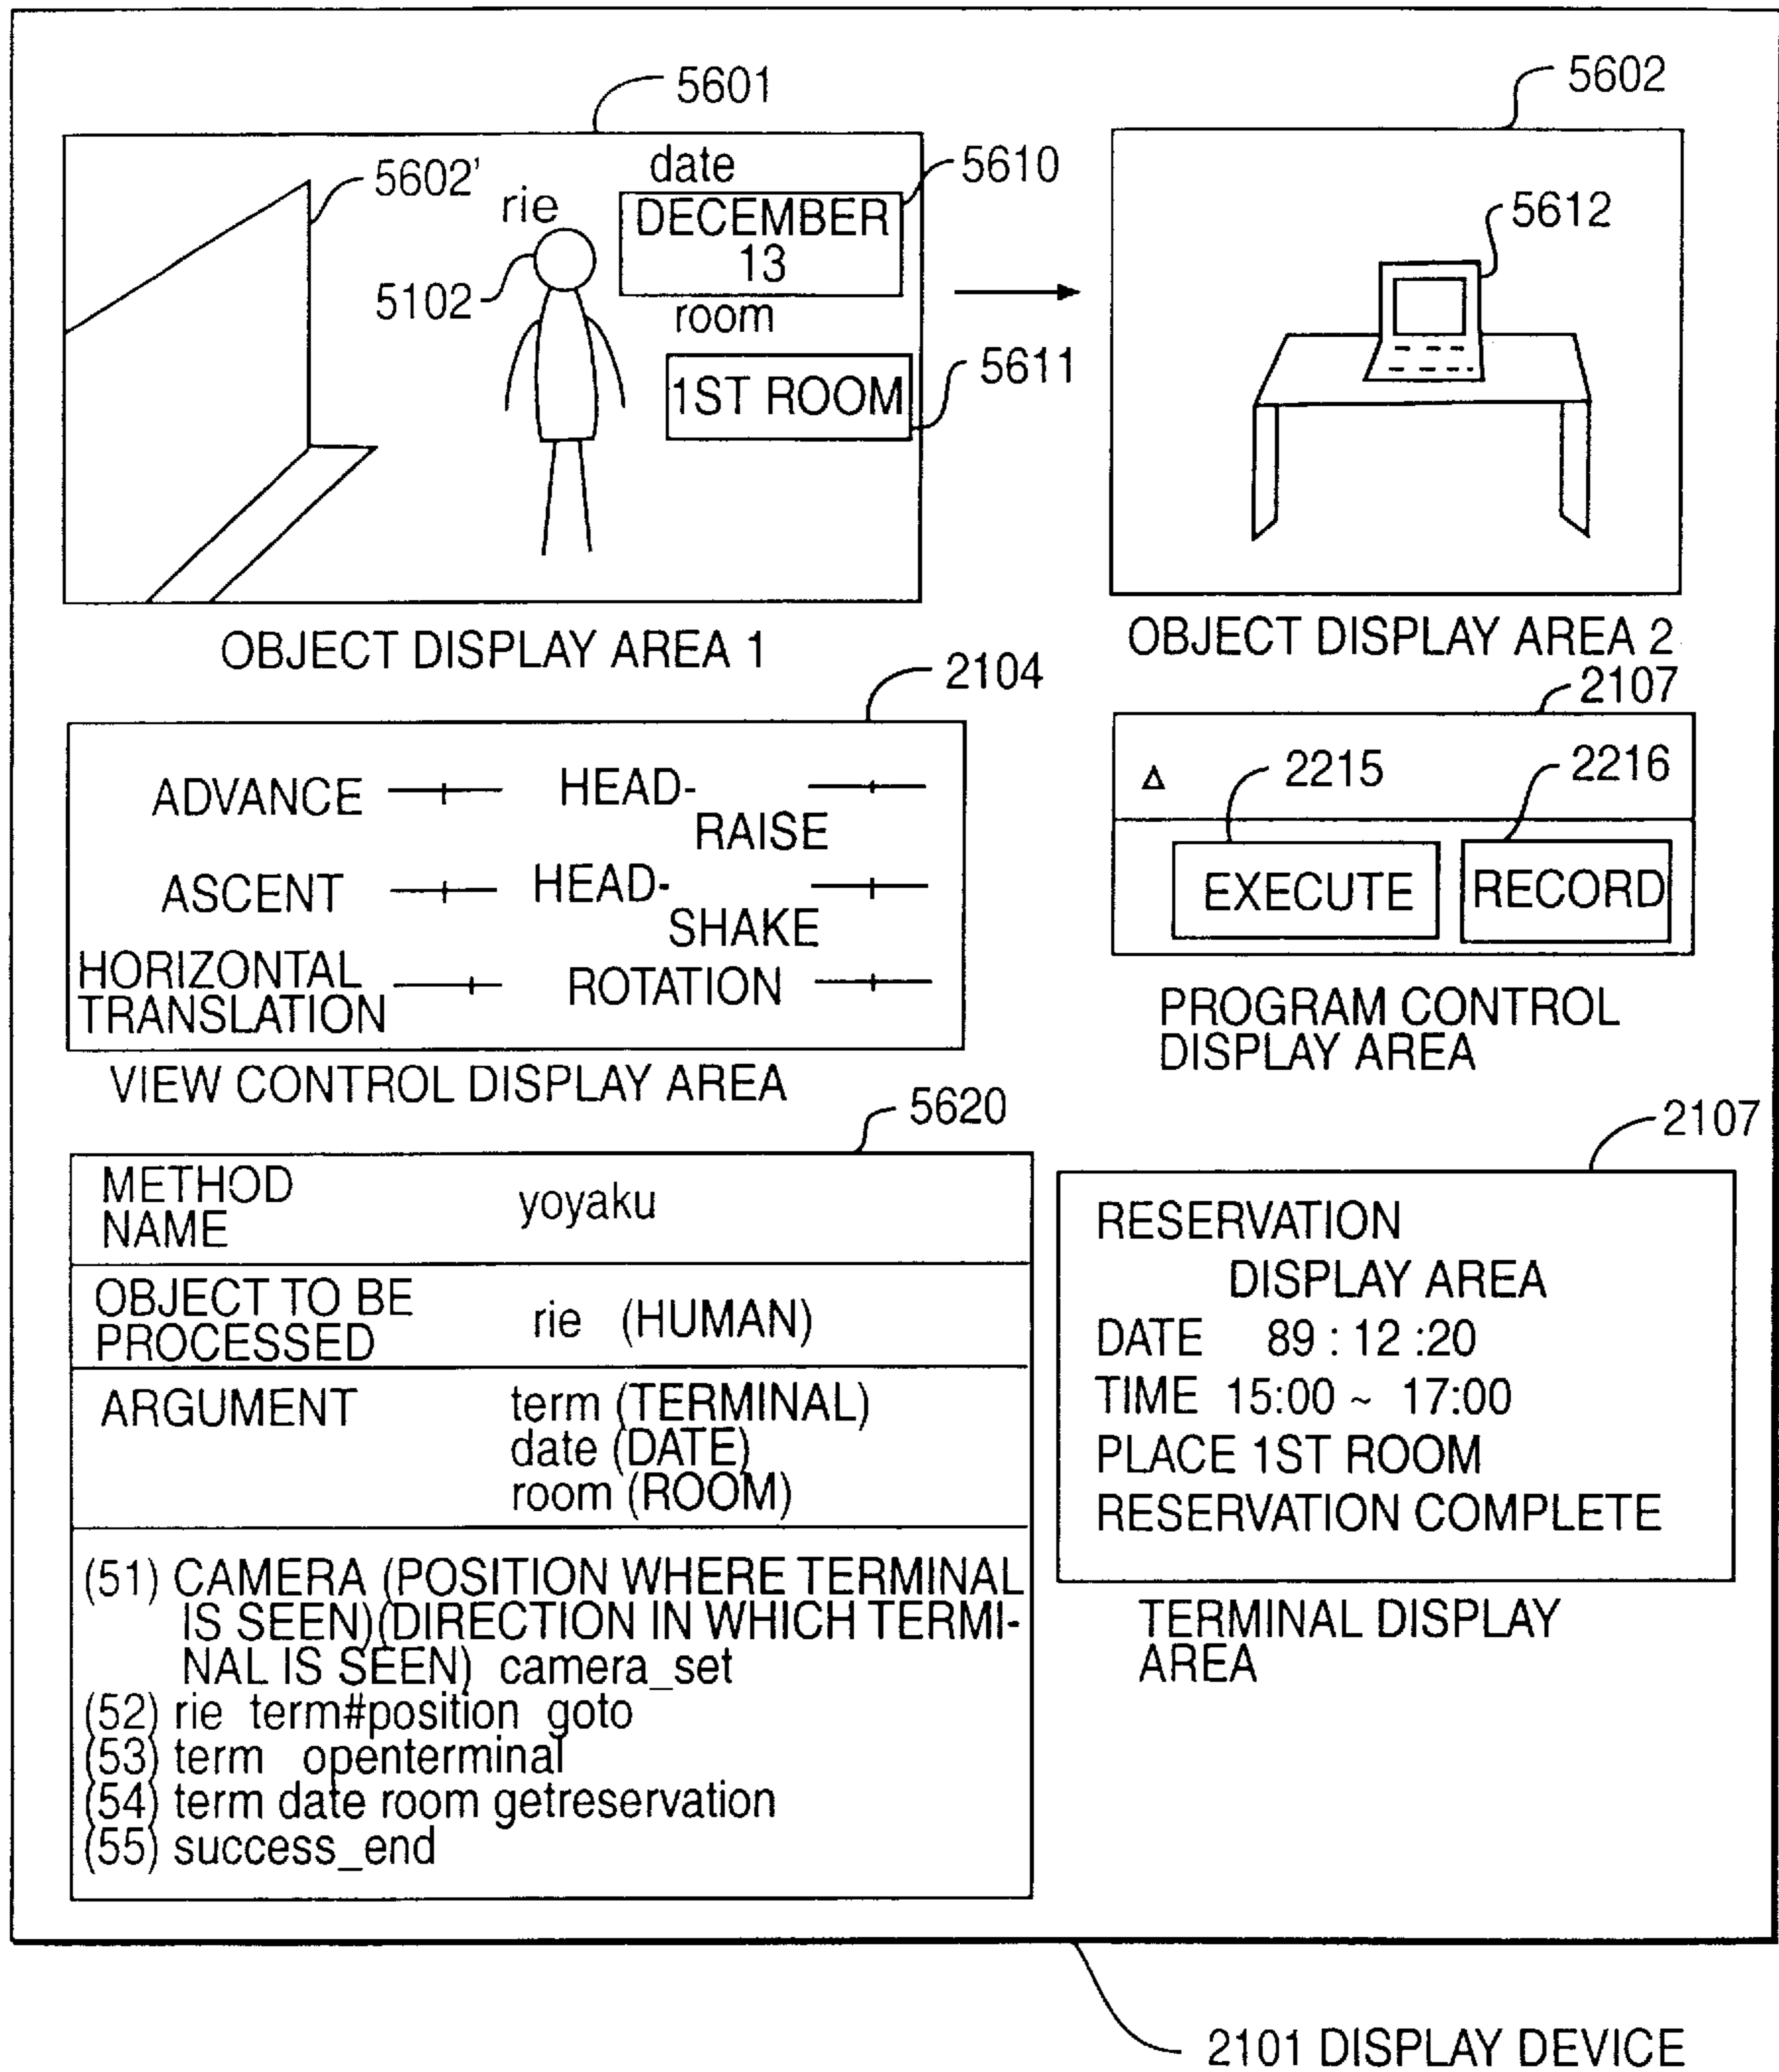 5601
5602
date
5602'
5610
rie
DECEMBER
13
5612
5102
room
5611
1ST ROOM
OBJECT DISPLAY AREA 1
OBJECT DISPLAY AREA 2
2104
2107
ADVANCE
HEAD-
RAISE
ASCENT
HEAD-
SHAKE
HORIZONTAL
TRANSLATION
ROTATION
VIEW CONTROL DISPLAY AREA
2215
2216
EXECUTE
RECORD
PROGRAM CONTROL
DISPLAY AREA
5620
METHOD
NAME
yoyaku
OBJECT TO BE
PROCESSED
rie (HUMAN)
ARGUMENT
term (TERMINAL)
date (DATE)
room (ROOM)
(51) CAMERA (POSITION WHERE TERMINAL
IS SEEN)(DIRECTION IN WHICH TERMI-
NAL IS SEEN) camera_set
(52) rie term#position goto
(53) term openterminal
(54) term date room getreservation
(55) success_end
2107
RESERVATION
DISPLAY AREA
DATE 89 : 12 :20
TIME 15:00 ~ 17:00
PLACE 1ST ROOM
RESERVATION COMPLETE
TERMINAL DISPLAY
AREA
2101 DISPLAY DEVICE